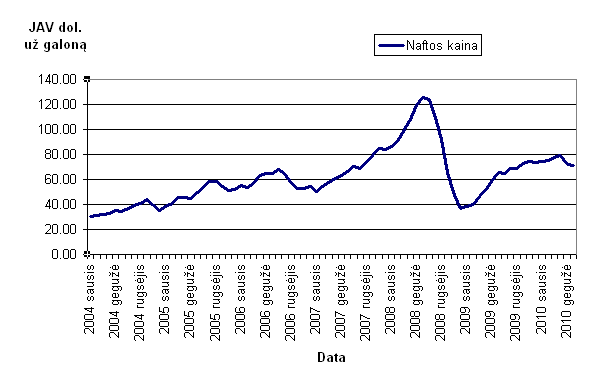 JAV dol.
už galoną
Naftos kaina
140.00
120.00
100.00
80.00
60.00
40.00
20.00
0.00
2004 sausis
2004 gegužė
2004 rugsėjis
2005 sausis
2005 gegužė
2005 rugsėjis
2006 sausis
2006 gegužė
2006 rugsėjis
2007 sausis
2007 gegužė
2007 rugsėjis
2008 sausis
2008 gegužė
2008 rugsėjis
2009 sausis
2009 gegužė
2009 rugsėjis
2010 sausis
2010 gegužė
Data